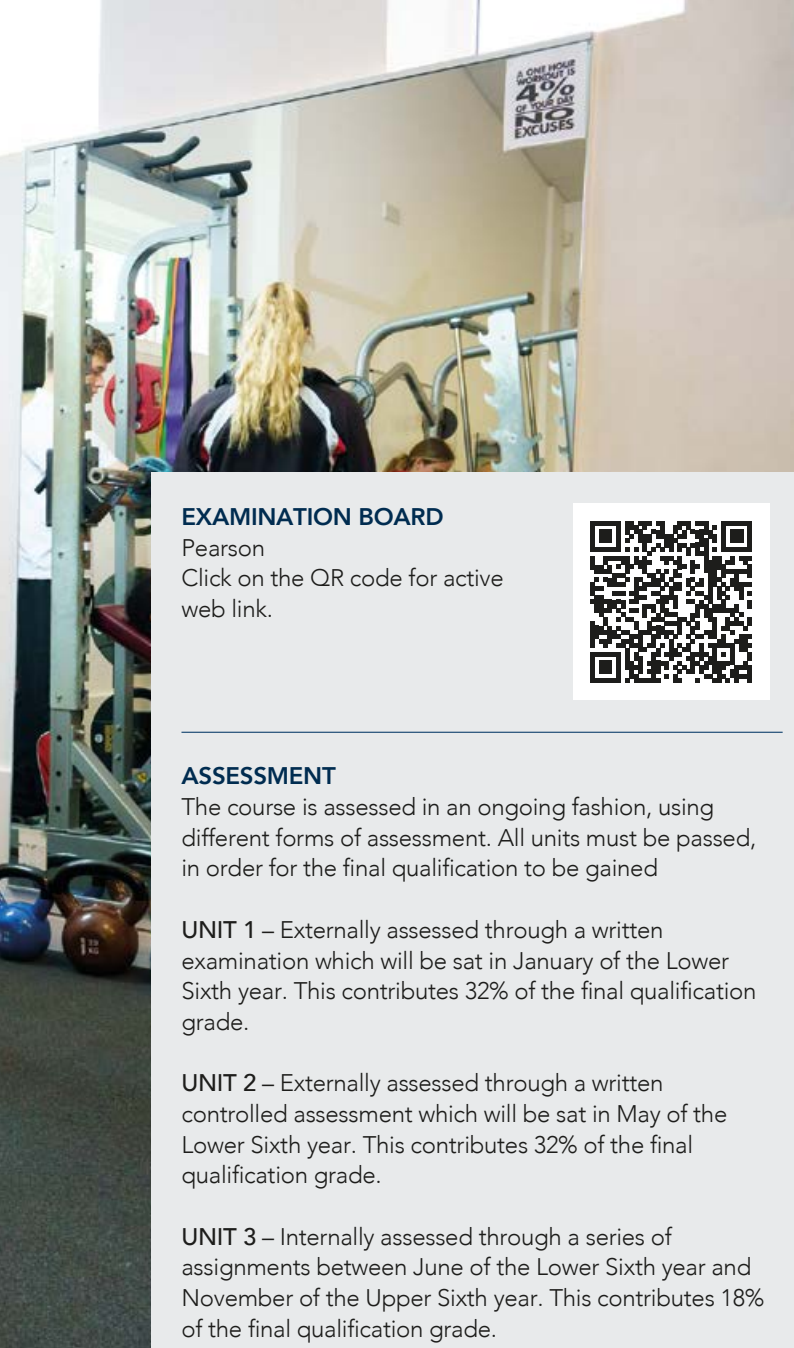 A ONE HOUR
WORKOUT IS
4%
OF YOUR DAY
NO
EXCUSES
EXAMINATION BOARD
Pearson
Click on the QR code for active
web link.
ASSESSMENT
The course is assessed in an ongoing fashion, using
different forms of assessment. All units must be passed,
in order for the final qualification to be gained
UNIT 1 – Externally assessed through a written
examination which will be sat in January of the Lower
Sixth year. This contributes 32% of the final qualification
grade.
UNIT 2 – Externally assessed through a written
controlled assessment which will be sat in May of the
Lower Sixth year. This contributes 32% of the final
qualification grade.
UNIT 3 – Internally assessed through a series of
assignments between June of the Lower Sixth year and
November of the Upper Sixth year. This contributes 18%
of the final qualification grade.